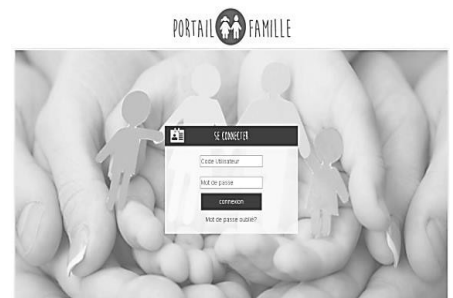 PORTAIL FAMILLE
SE CONNECTER
Code Utilisateur
Mot de passe
connexion
Mot de passe oublié?